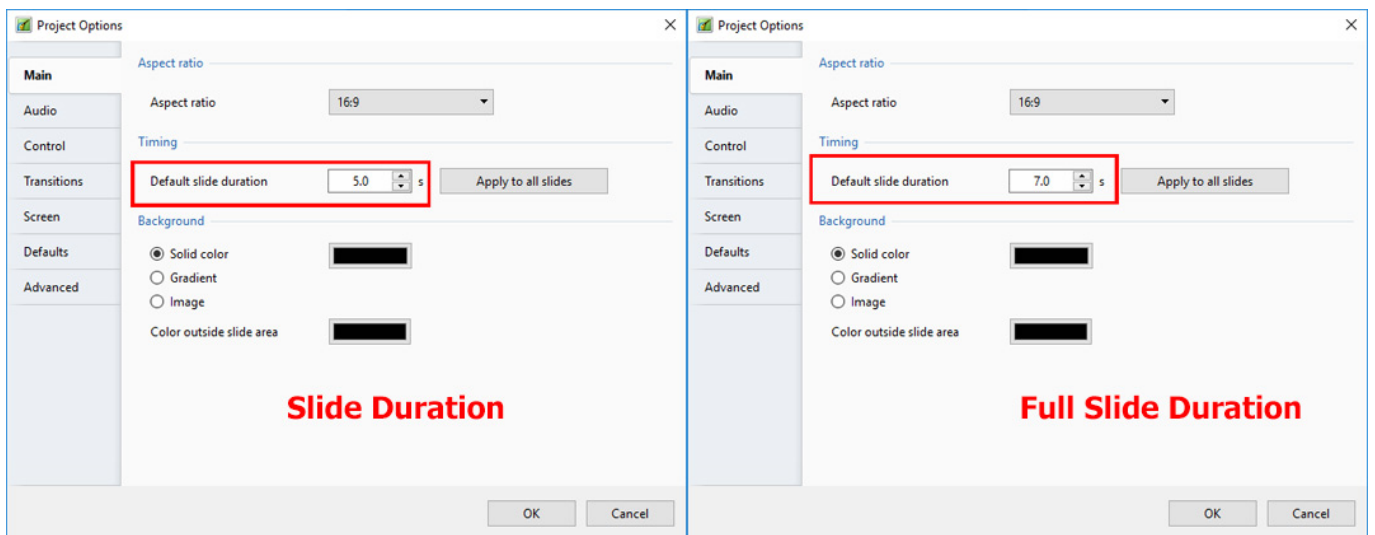 Project Options
Main
Audio
Control
Transitions
Screen
Defaults
Advanced
Aspect ratio
Aspect ratio 16:9
Timing
Default slide duration 5.0 s Apply to all slides
Background
Solid color
Gradient
Image
Color outside slide area
Slide Duration
OK Cancel
Project Options
Main
Audio
Control
Transitions
Screen
Defaults
Advanced
Aspect ratio
Aspect ratio 16:9
Timing
Default slide duration 7.0 s Apply to all slides
Background
Solid color
Gradient
Image
Color outside slide area
Full Slide Duration
OK Cancel